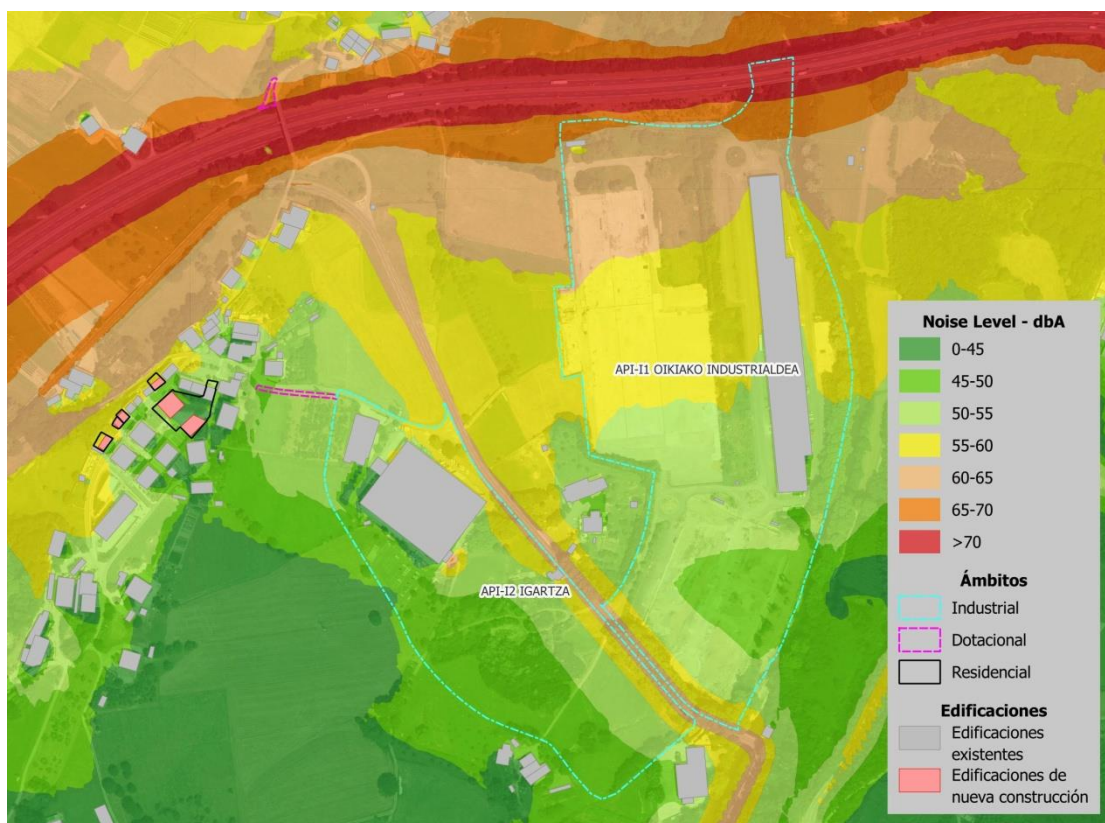 API-I1 OIKIAKO INDUSTRIALDEA
API-I2 IGARTZA
Noise Level - dbA
0-45
45-50
50-55
55-60
60-65
65-70
>70
Ámbitos
Industrial
Dotacional
Residencial
Edificaciones
Edificaciones
existentes
Edificaciones de
nueva construcción